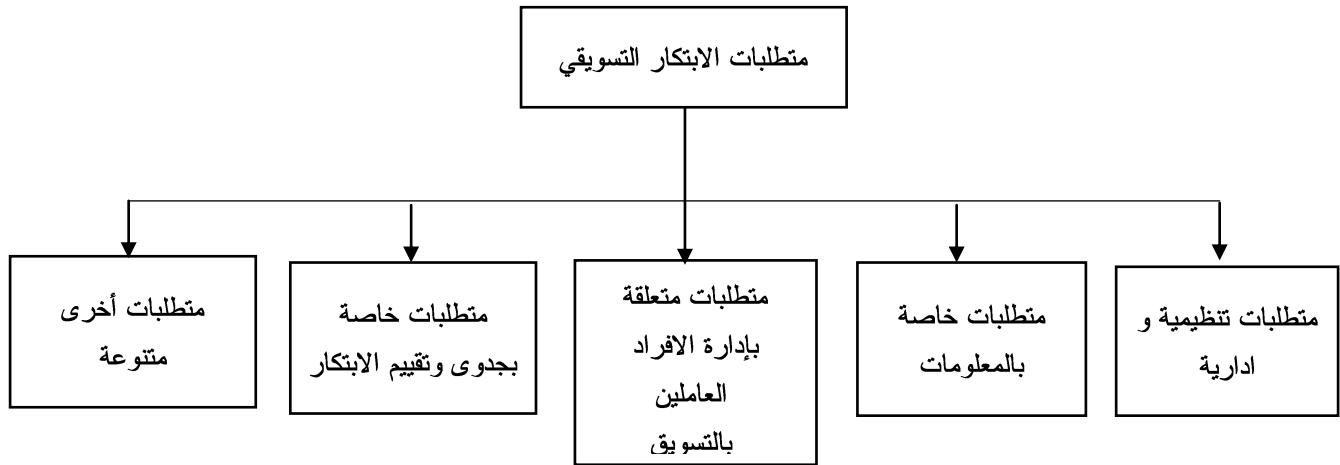 متطلبات الابتكار التسويقي
متطلبات تنظيمية و
ادارية
متطلبات خاصة
بالمعلومات
متطلبات متعلقة
بإدارة الافراد
العاملين
بالتسويق
متطلبات خاصة
بجدوى وتقييم الابتكار
متطلبات أخرى
متنوعة